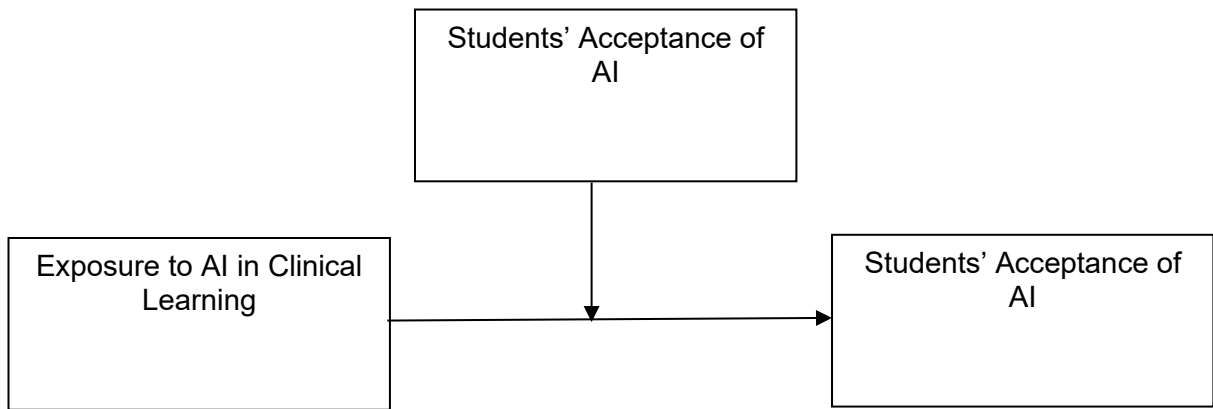 Students’ Acceptance of
AI
Exposure to AI in Clinical
Learning
Students’ Acceptance of
AI